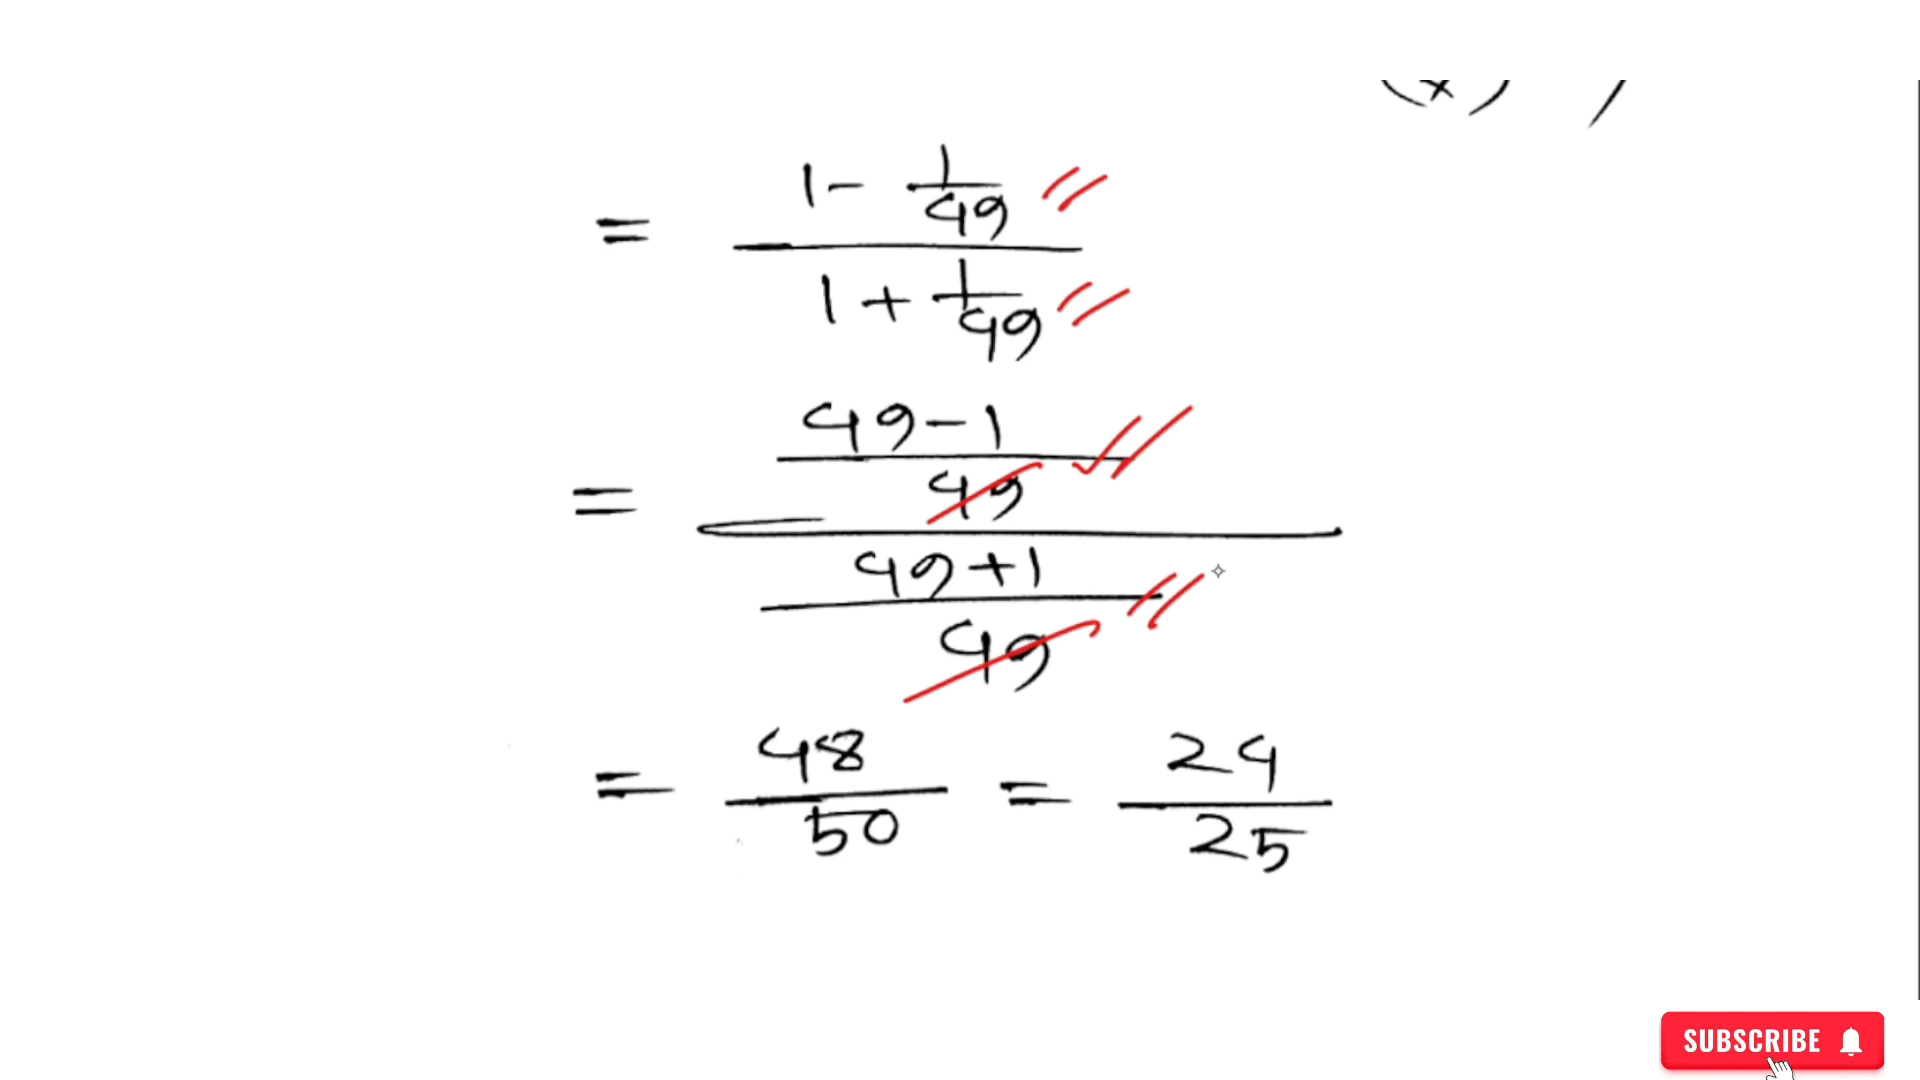 (x) )
= (1 - 1/49) / (1 + 1/49)
= ((49 - 1)/49) / ((49 + 1)/49)
= 48/50 = 24/25
SUBSCRIBE